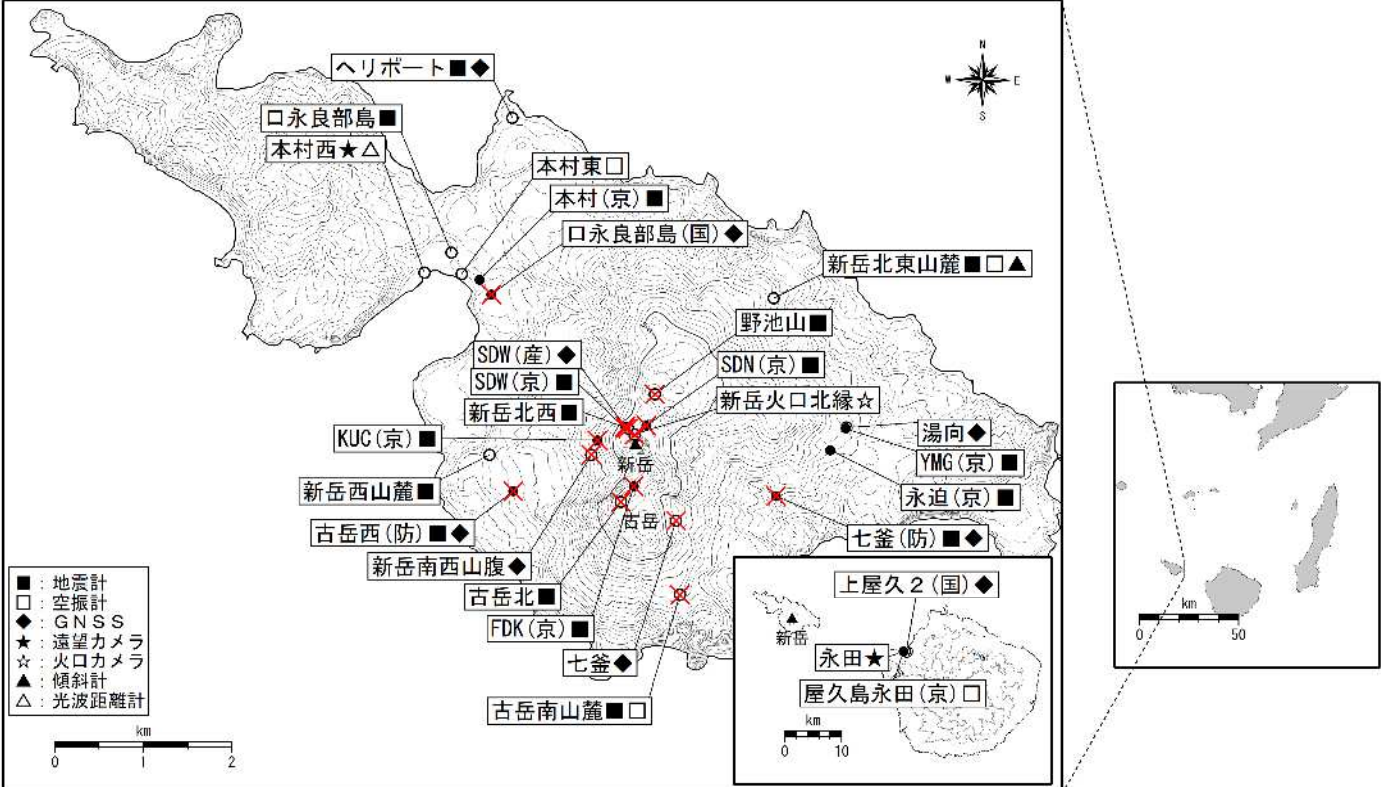 N
W E
S
ヘリポート■◆
口永良部島■
本村西★△
本村東□
本村(京)■
口永良部島(国)◆
新岳北東山麓■□▲
野池山■
SDW(産)◆
SDN(京)■
SDW(京)■
新岳火口北縁☆
新岳北西■
KUC(京)■
湯向◆
YMG(京)■
新岳
新岳西山麓■
永迫(京)■
古岳西(防)■◆
古岳
七釜(防)■◆
新岳南西山腹◆
古岳北■
FDK(京)■
七釜◆
古岳南山麓■□
■：地震計
□：空振計
◆：GNSS
★：遠望カメラ
☆：火口カメラ
▲：傾斜計
△：光波距離計
km
0 1 2
上屋久２(国)◆
新岳
永田★
屋久島永田(京)□
km
0 10
km
0 50